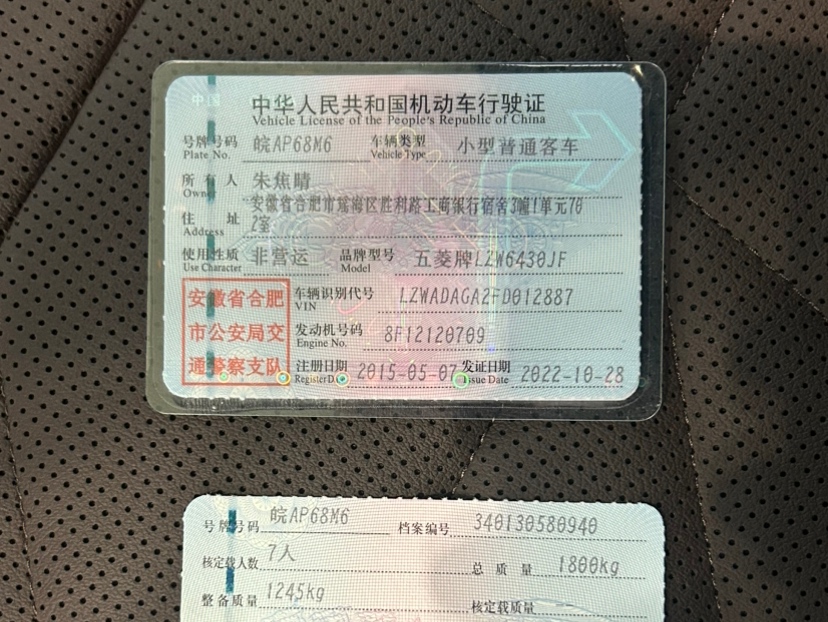 中国
中华人民共和国机动车行驶证
Vehicle License of the People's Republic of China
号牌号码 皖AP68M6 车辆类型 小型普通客车
Plate No. Vehicle Type
所有人 朱焦晴
Owner
安徽省合肥市瑶海区胜利路工商银行宿舍3幢1单元70
住址 2室
Address
使用性质 非营运 品牌型号 五菱牌LZW6430JF
Use Character Model
安徽省合肥 车辆识别代号 LZWADAGA2FD012887
VIN
市公安局交 发动机号码 8F12120709
Engine No.
通警察支队 注册日期 2015-05-07 发证日期 2022-10-28
Register Date Issue Date
号牌号码 皖AP68M6 档案编号 340130580940
核定载人数 7人 总质量 1800kg
整备质量 1245kg 核定载质量 --